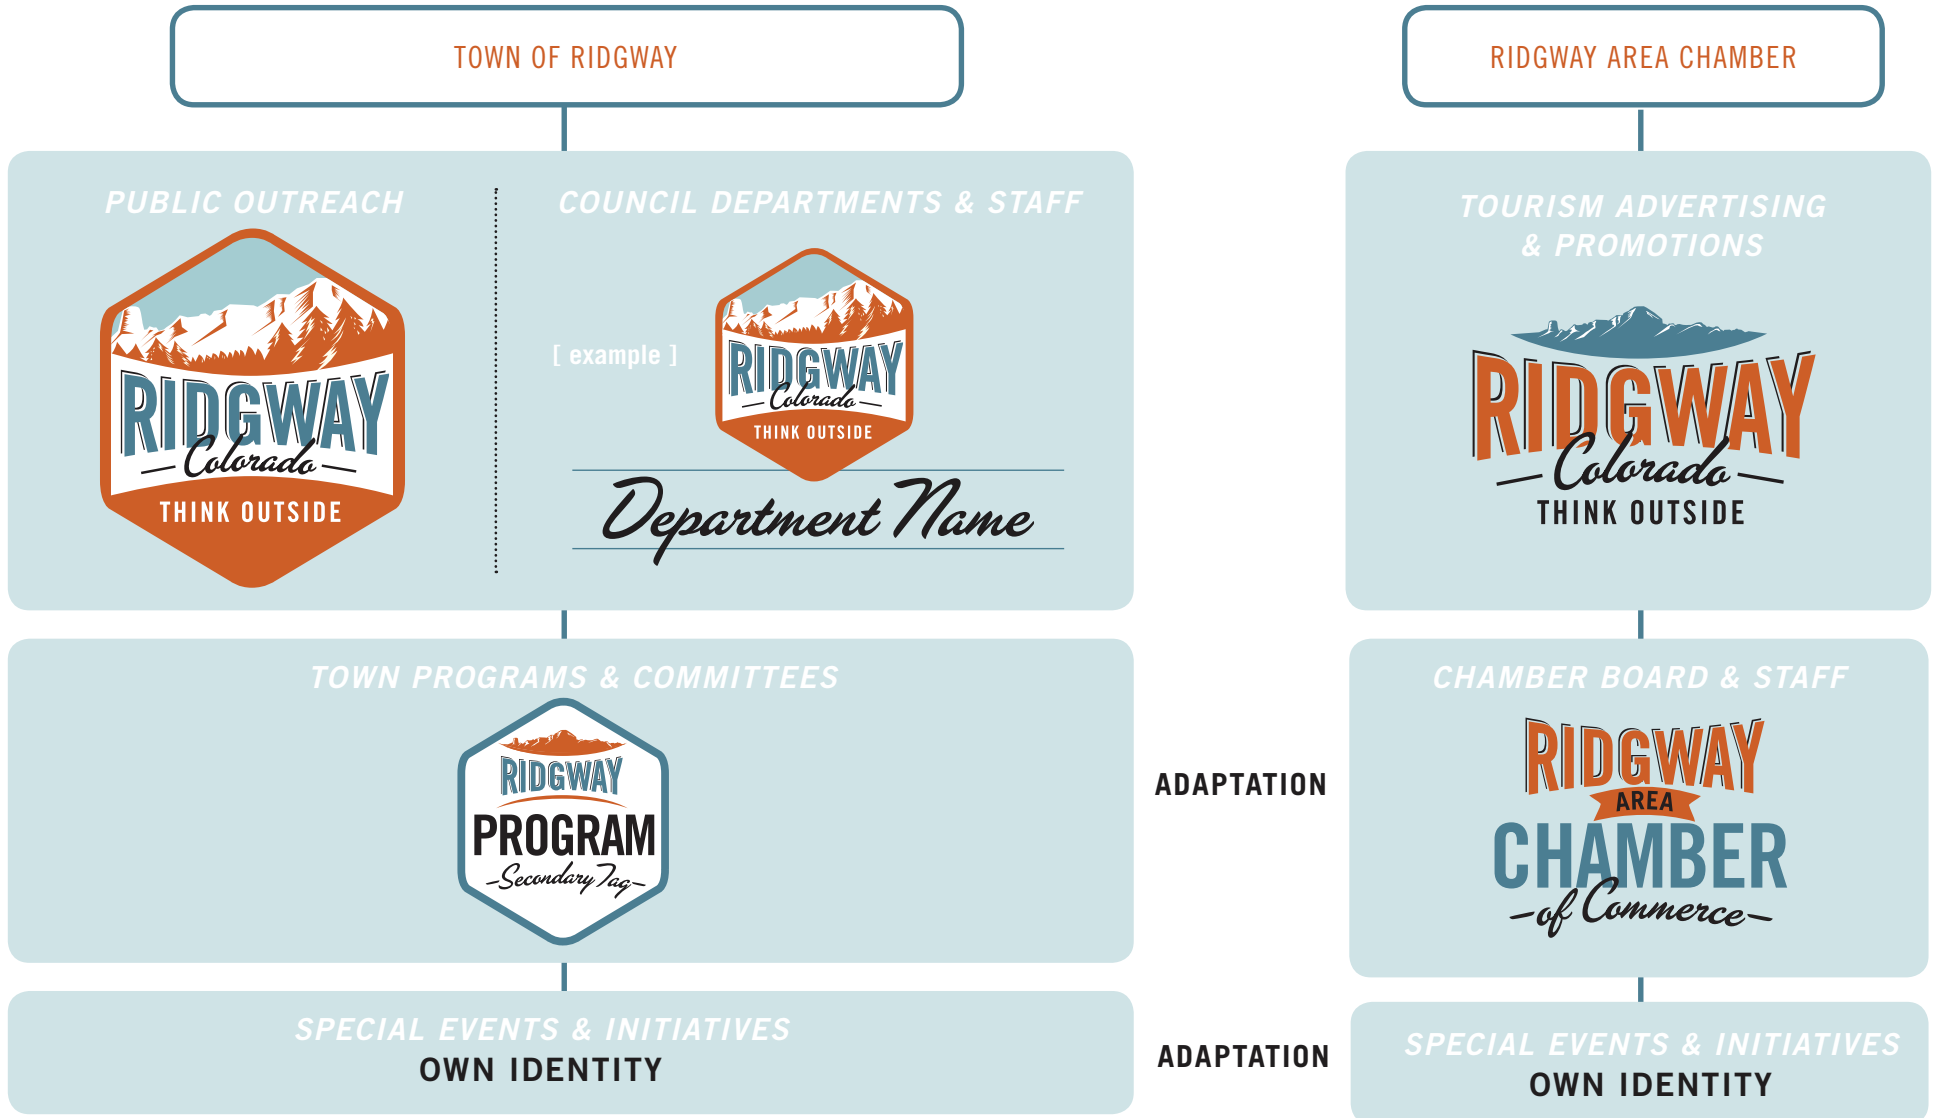 TOWN OF RIDGWAY
PUBLIC OUTREACH
RIDGWAY
Colorado
THINK OUTSIDE
COUNCIL DEPARTMENTS & STAFF
[ example ]
RIDGWAY
Colorado
THINK OUTSIDE
Department Name
TOWN PROGRAMS & COMMITTEES
RIDGWAY
PROGRAM
Secondary Tag
SPECIAL EVENTS & INITIATIVES
OWN IDENTITY
ADAPTATION
ADAPTATION
RIDGWAY AREA CHAMBER
TOURISM ADVERTISING
& PROMOTIONS
RIDGWAY
Colorado
THINK OUTSIDE
CHAMBER BOARD & STAFF
RIDGWAY
AREA
CHAMBER
of Commerce
SPECIAL EVENTS & INITIATIVES
OWN IDENTITY